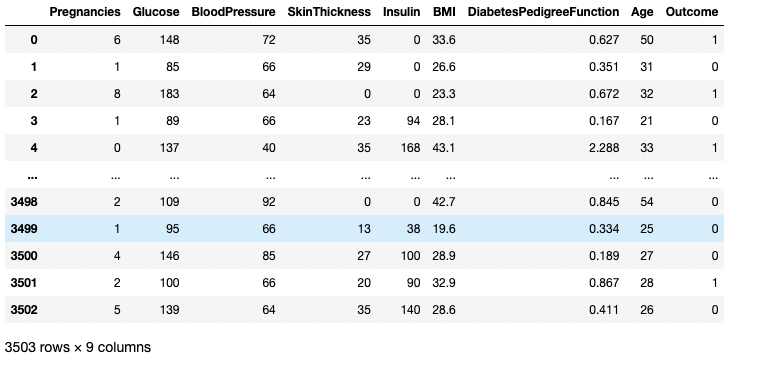 Pregnancies Glucose BloodPressure SkinThickness Insulin BMI DiabetesPedigreeFunction Age Outcome
0 6 148 72 35 0 33.6 0.627 50 1
1 1 85 66 29 0 26.6 0.351 31 0
2 8 183 64 0 0 23.3 0.672 32 1
3 1 89 66 23 94 28.1 0.167 21 0
4 0 137 40 35 168 43.1 2.288 33 1
... ... ... ... ... ... ... ... ... ...
3498 2 109 92 0 0 42.7 0.845 54 0
3499 1 95 66 13 38 19.6 0.334 25 0
3500 4 146 85 27 100 28.9 0.189 27 0
3501 2 100 66 20 90 32.9 0.867 28 1
3502 5 139 64 35 140 28.6 0.411 26 0
3503 rows × 9 columns